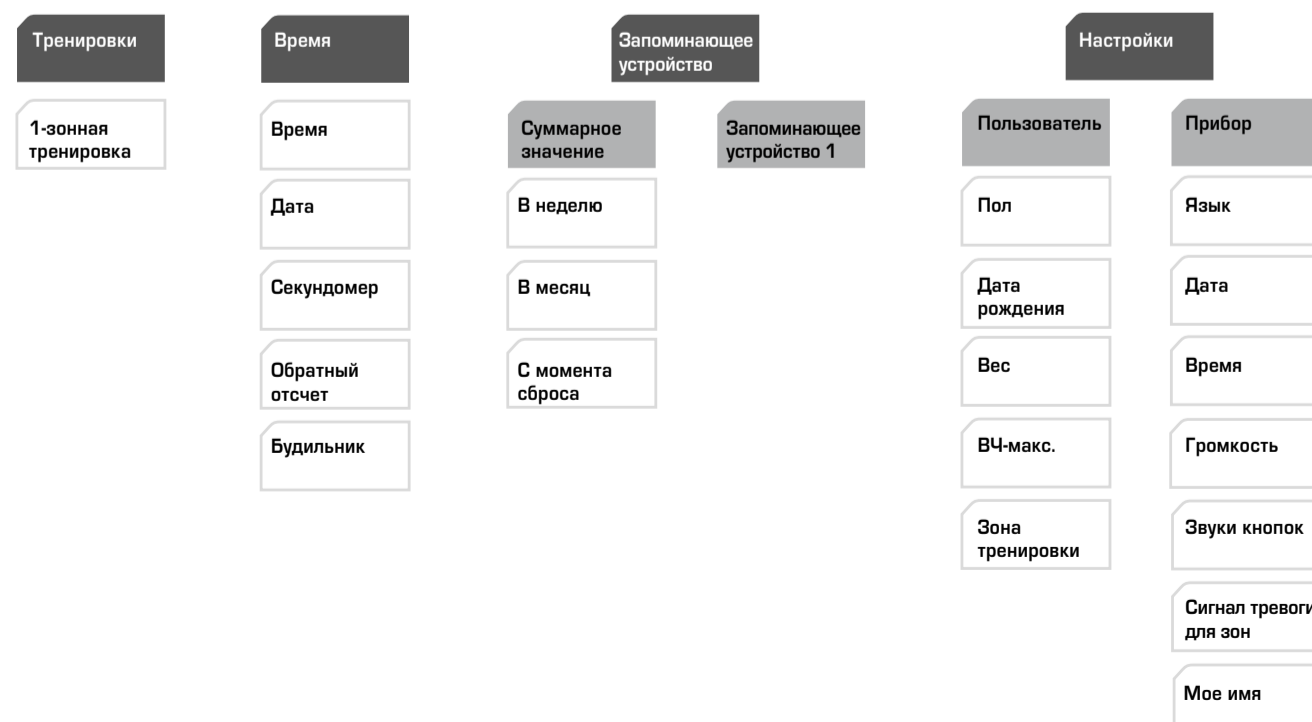 Тренировки
1-зонная
тренировка
Время
Время
Дата
Секундомер
Обратный
отсчет
Будильник
Запоминающее
устройство
Суммарное
значение
В неделю
В месяц
С момента
сброса
Запоминающее
устройство 1
Настройки
Пользователь
Пол
Дата
рождения
Вес
ВЧ-макс.
Зона
тренировки
Прибор
Язык
Дата
Время
Громкость
Звуки кнопок
Сигнал тревоги
для зон
Мое имя